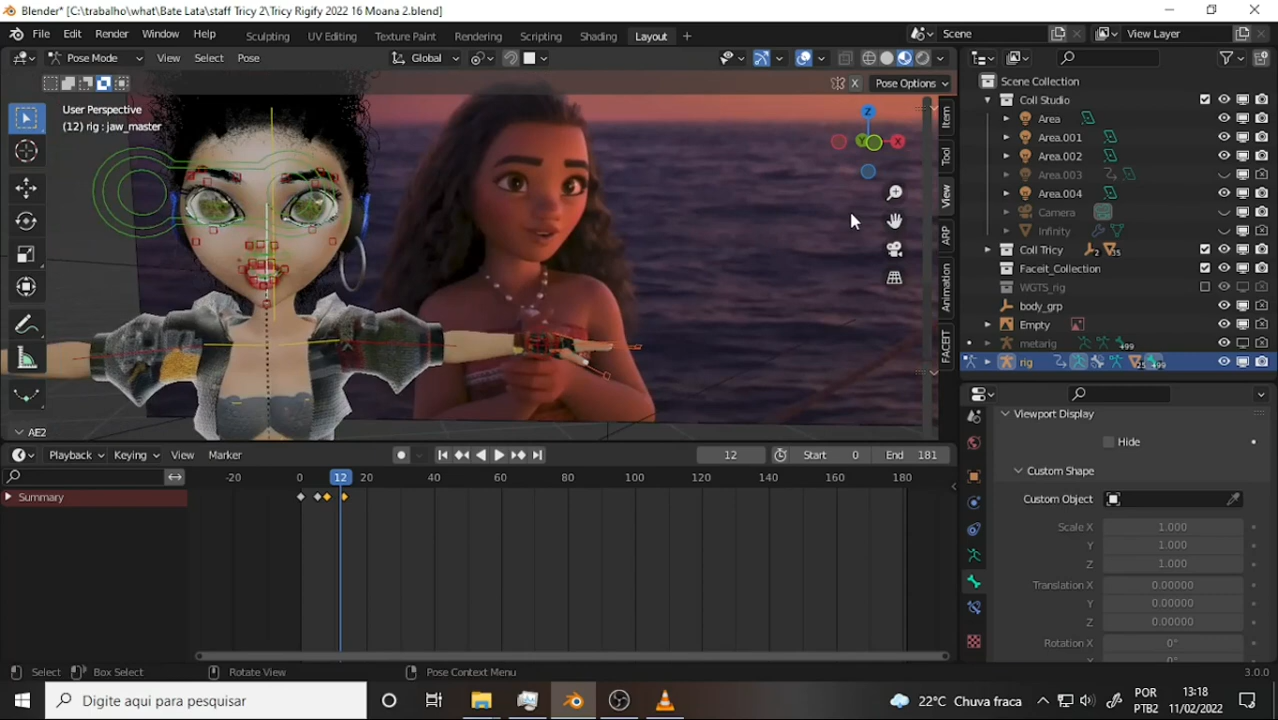 Blender* [C:\trabalho\what\Bate Lata\staff Tricy 2\Tricy Rigify 2022 16 Moana 2.blend]
File Edit Render Window Help Sculpting UV Editing Texture Paint Rendering Scripting Shading Layout + Scene View Layer
Pose Mode View Select Pose Global
Pose Options
X
User Perspective
(12) rig : jaw_master
Z
X
Y
Item
Tool
View
ARP
Animation
FACEIT
AE2
Scene Collection
Coll Studio
Area
Area.001
Area.002
Area.003
Area.004
Camera
Infinity
Coll Tricy 2 35
Faceit_Collection
WGTS_rig
body_grp
Empty
metarig +99
rig 25 +99
Viewport Display
Hide
Custom Shape
Custom Object
Scale X 1.000
Y 1.000
Z 1.000
Translation X 0.00000
Y 0.00000
Z 0.00000
Rotation X 0°
Playback Keying View Marker 12 Start 0 End 181
-20 0 12 20 40 60 80 100 120 140 160 180
Summary
Select Box Select Rotate View Pose Context Menu 3.0.0
Digite aqui para pesquisar
22°C Chuva fraca
POR
PTB2
13:18
11/02/2022